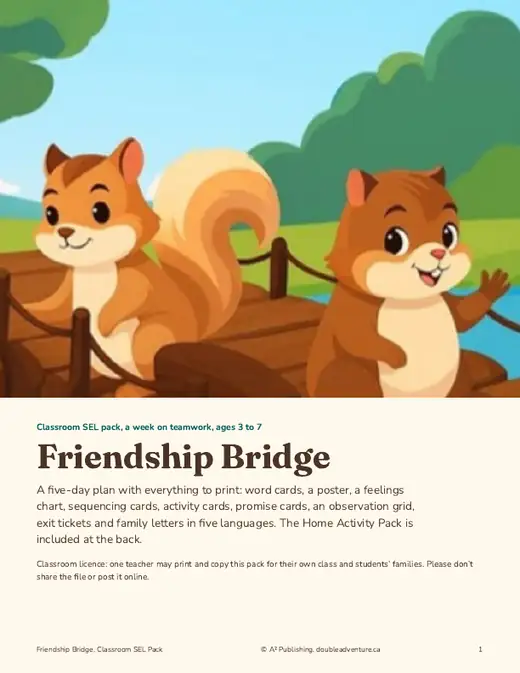 Classroom SEL pack, a week on teamwork, ages 3 to 7
Friendship Bridge
A five-day plan with everything to print: word cards, a poster, a feelings
chart, sequencing cards, activity cards, promise cards, an observation grid,
exit tickets and family letters in five languages. The Home Activity Pack is
included at the back.
Classroom licence: one teacher may print and copy this pack for their own class and students' families. Please don't
share the file or post it online.
Friendship Bridge, Classroom SEL Pack
© A² Publishing, doubleadventure.ca
1